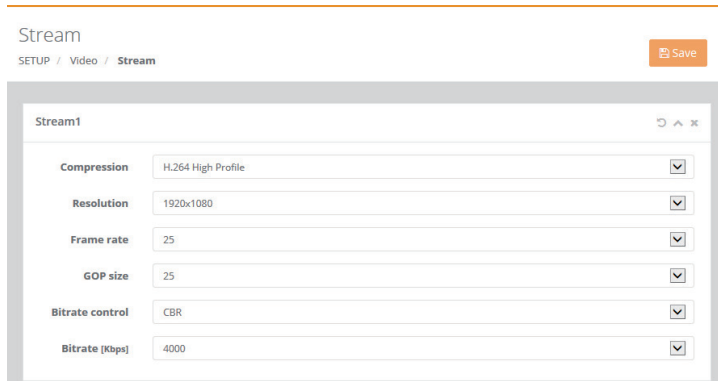 Stream
SETUP / Video / Stream
Save
Stream1
Compression H.264 High Profile
Resolution 1920x1080
Frame rate 25
GOP size 25
Bitrate control CBR
Bitrate [Kbps] 4000